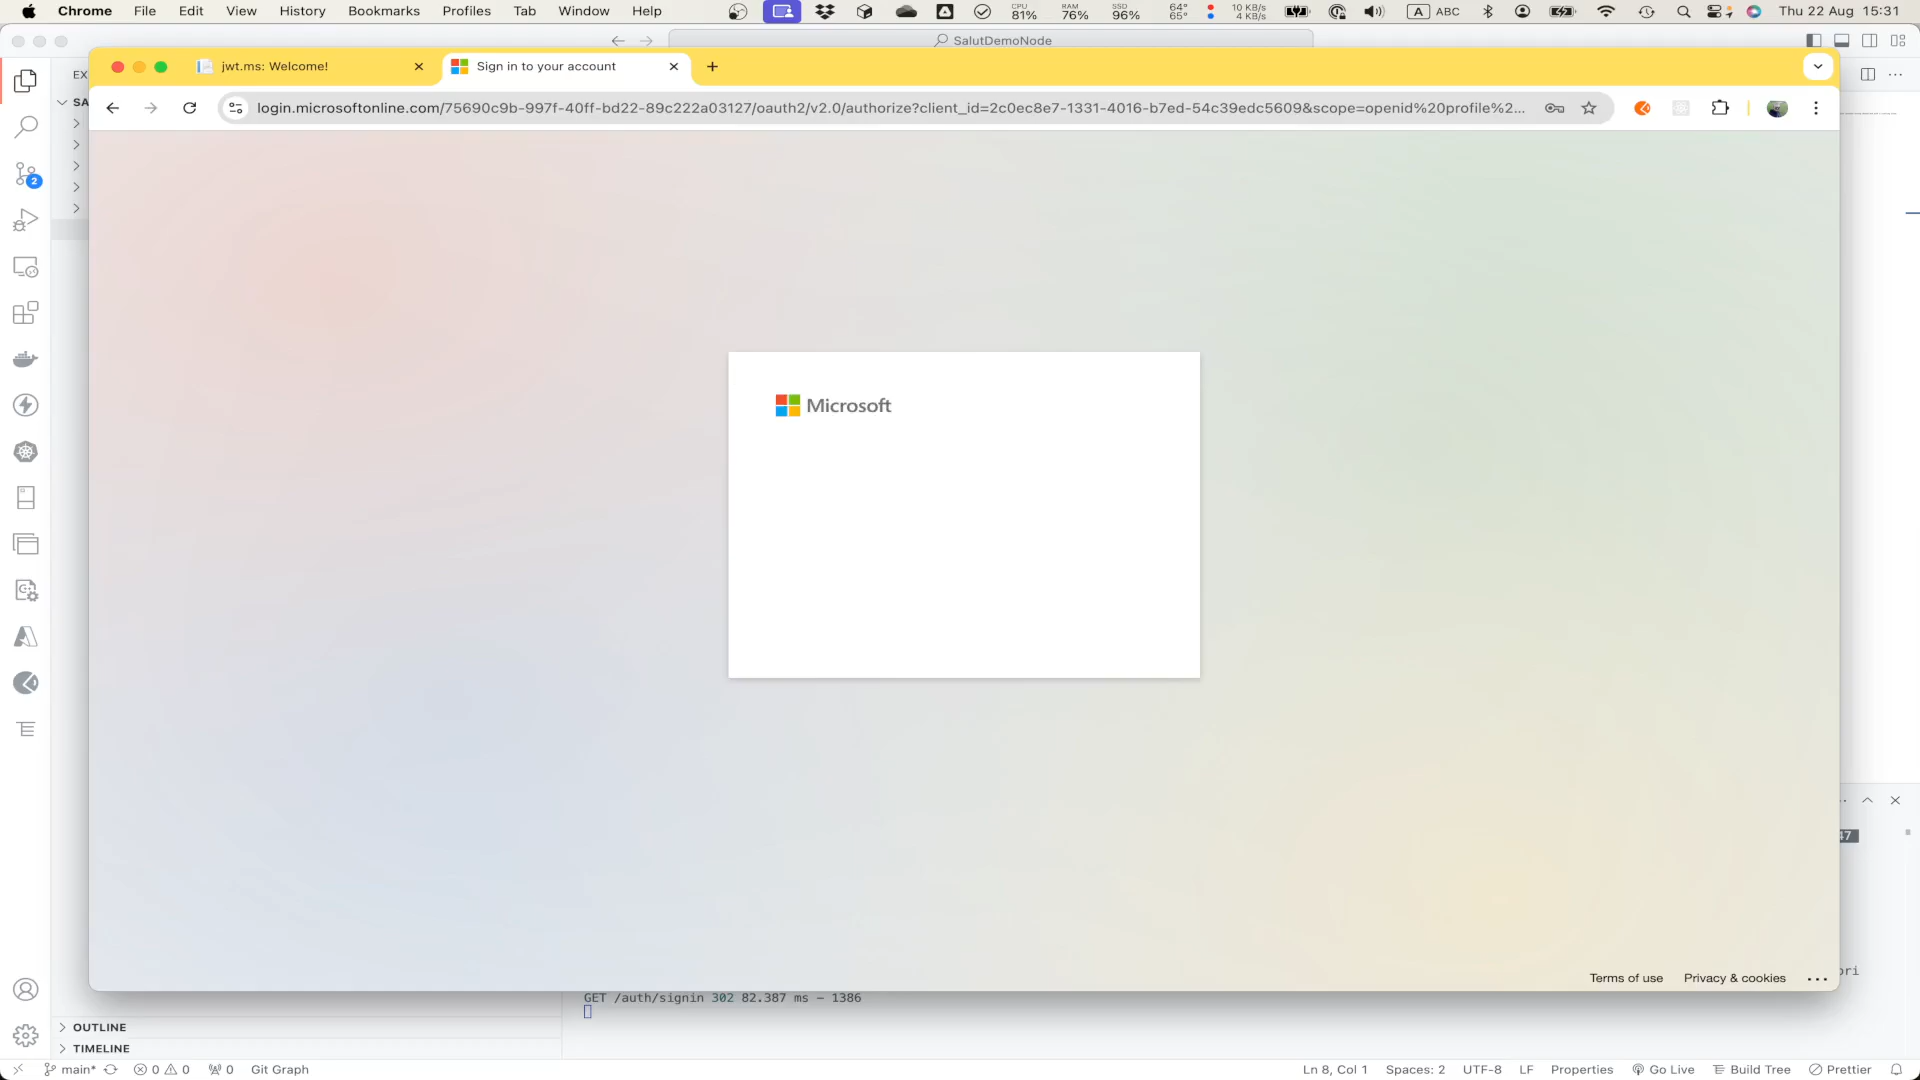 Chrome File Edit View History Bookmarks Profiles Tab Window Help CPU 81% RAM 76% SSD 96% 64° 65° 10 KB/s 4 KB/s A ABC Thu 22 Aug 15:31
SalutDemoNode
jwt.ms: Welcome! Sign in to your account
EX
SA
login.microsoftonline.com/75690c9b-997f-40ff-bd22-89c222a03127/oauth2/v2.0/authorize?client_id=2c0ec8e7-1331-4016-b7ed-54c39edc5609&scope=openid%20profile%2...
2
Microsoft
47
ori
Terms of use Privacy & cookies
GET /auth/signin 302 82.387 ms - 1386
OUTLINE
TIMELINE
main* 0 0 0 Git Graph Ln 8, Col 1 Spaces: 2 UTF-8 LF Properties Go Live Build Tree Prettier